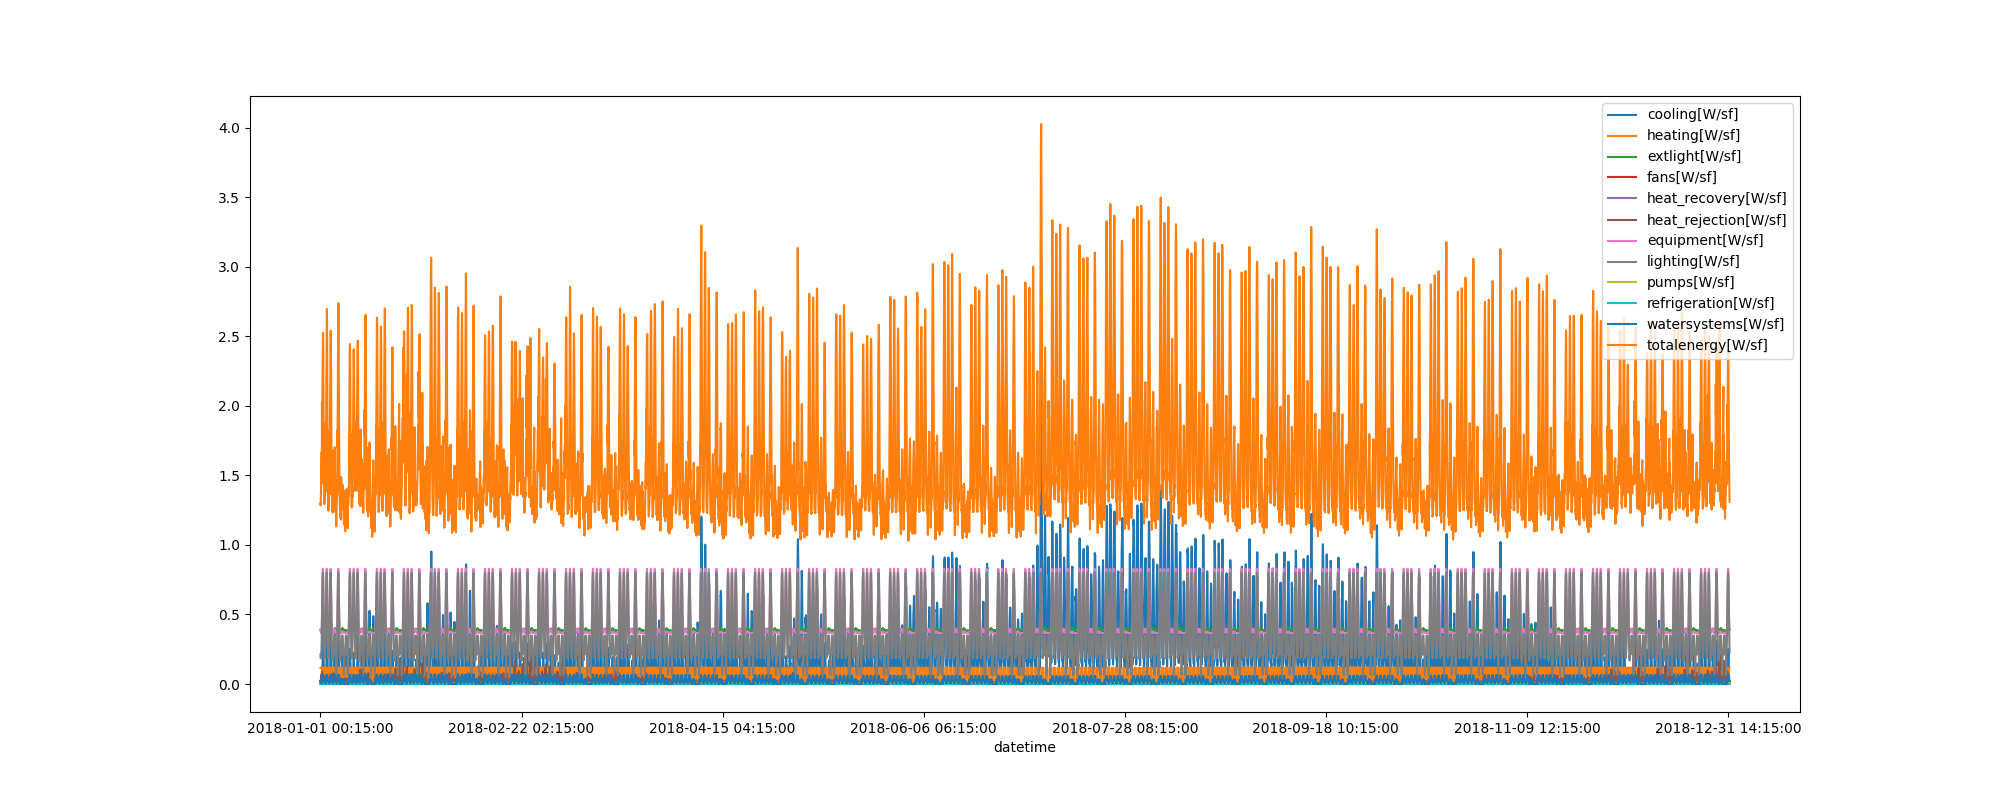 4.0
3.5
3.0
2.5
2.0
1.5
1.0
0.5
0.0
cooling[W/sf]
heating[W/sf]
extlight[W/sf]
fans[W/sf]
heat_recovery[W/sf]
heat_rejection[W/sf]
equipment[W/sf]
lighting[W/sf]
pumps[W/sf]
refrigeration[W/sf]
watersystems[W/sf]
totalenergy[W/sf]
2018-01-01 00:15:00 2018-02-22 02:15:00 2018-04-15 04:15:00 2018-06-06 06:15:00 2018-07-28 08:15:00 2018-09-18 10:15:00 2018-11-09 12:15:00 2018-12-31 14:15:00
datetime